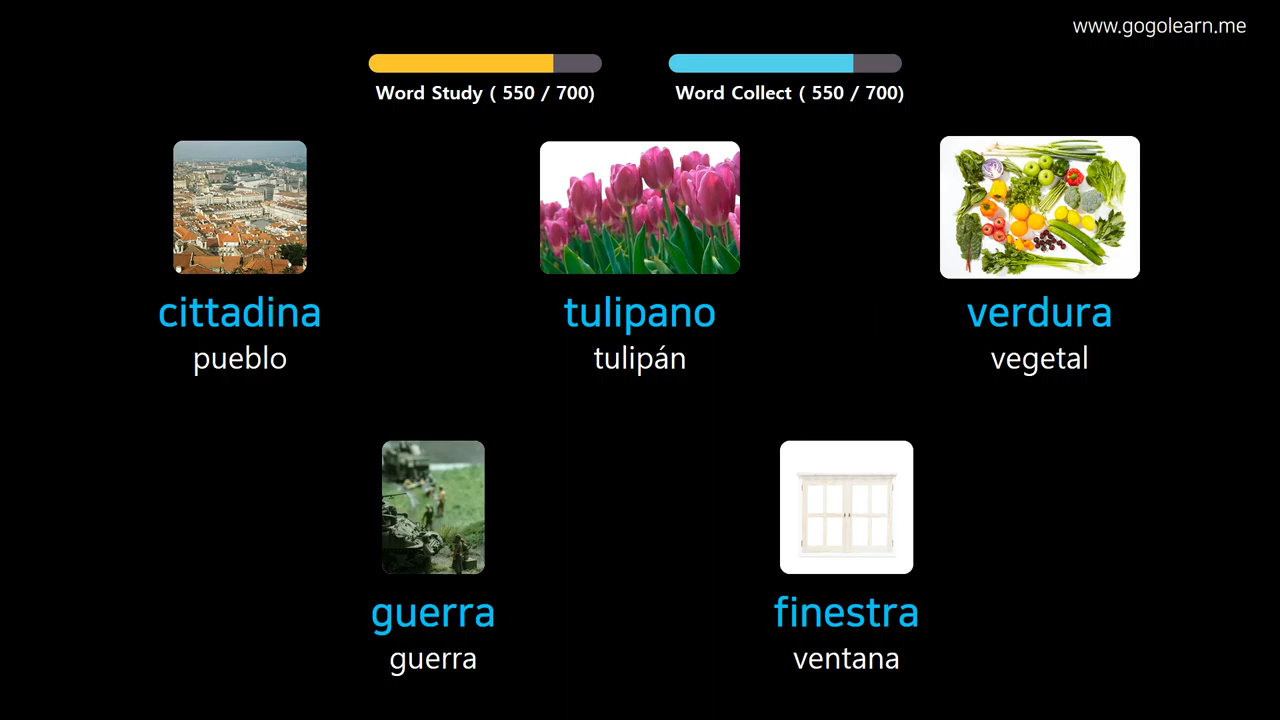 www.gogolearn.me
Word Study ( 550 / 700)
Word Collect ( 550 / 700)
cittadina
pueblo
tulipano
tulipán
verdura
vegetal
guerra
guerra
finestra
ventana